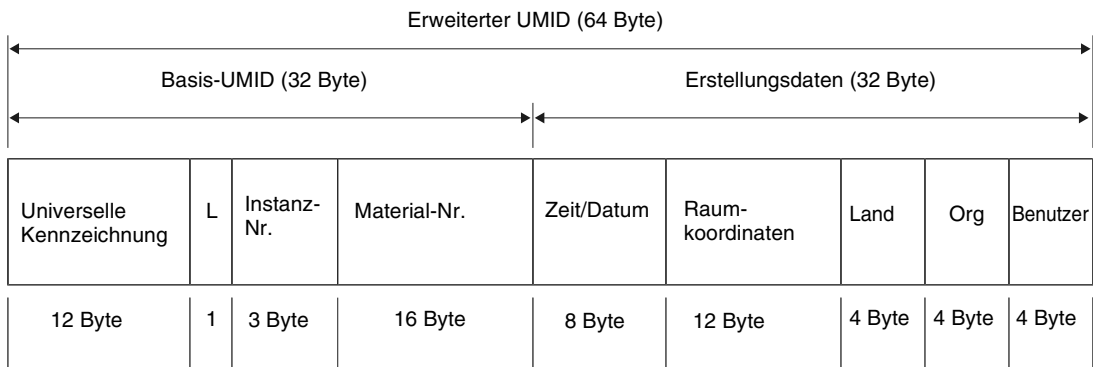 Erweiterter UMID (64 Byte)
Basis-UMID (32 Byte)
Erstellungsdaten (32 Byte)
Universelle
Kennzeichnung
L
Instanz-
Nr.
Material-Nr.
Zeit/Datum
Raum-
koordinaten
Land
Org
Benutzer
12 Byte
1
3 Byte
16 Byte
8 Byte
12 Byte
4 Byte
4 Byte
4 Byte